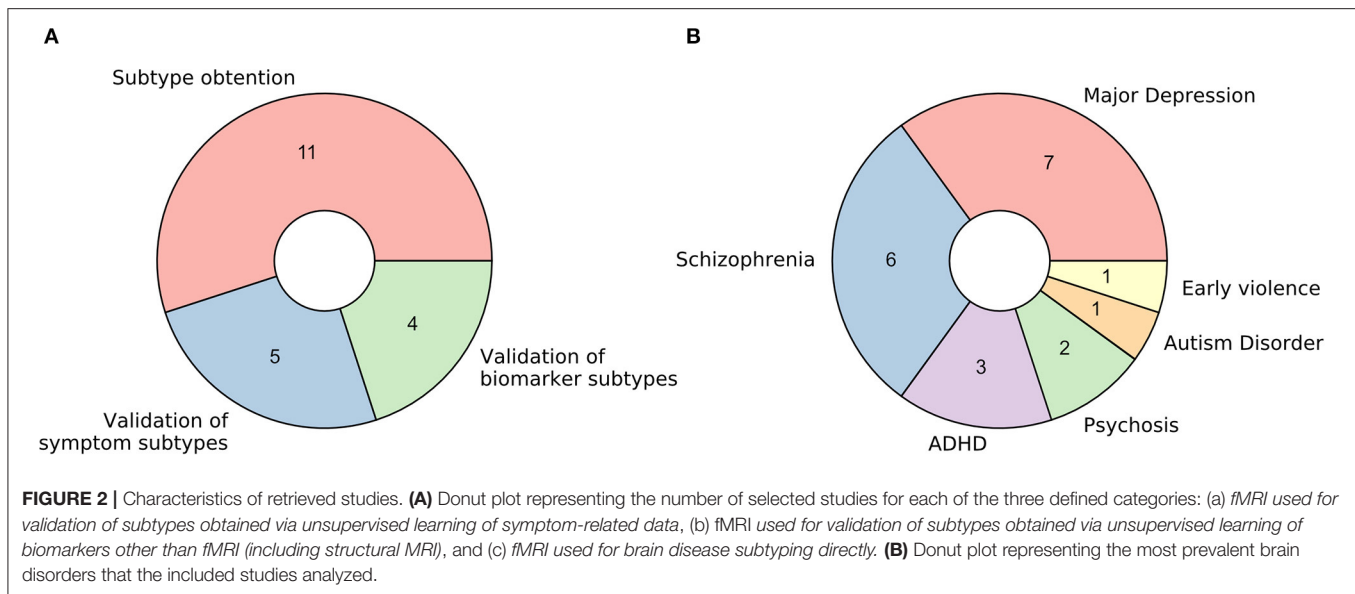 A
Subtype obtention
11
5
4
Validation of
biomarker subtypes
Validation of
symptom subtypes
B
Major Depression
7
Schizophrenia
6
1
Early violence
1
Autism Disorder
2
Psychosis
3
ADHD
FIGURE 2 | Characteristics of retrieved studies. (A) Donut plot representing the number of selected studies for each of the three defined categories: (a) fMRI used for
validation of subtypes obtained via unsupervised learning of symptom-related data, (b) fMRI used for validation of subtypes obtained via unsupervised learning of
biomarkers other than fMRI (including structural MRI), and (c) fMRI used for brain disease subtyping directly. (B) Donut plot representing the most prevalent brain
disorders that the included studies analyzed.